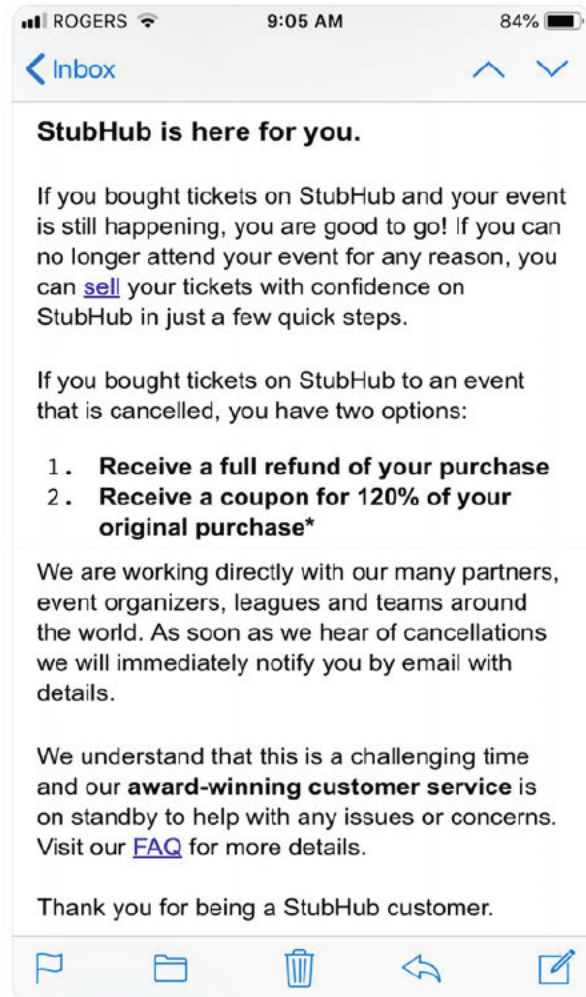 ROGERS 9:05 AM 84%
Inbox
StubHub is here for you.
If you bought tickets on StubHub and your event
is still happening, you are good to go! If you can
no longer attend your event for any reason, you
can sell your tickets with confidence on
StubHub in just a few quick steps.
If you bought tickets on StubHub to an event
that is cancelled, you have two options:
1. Receive a full refund of your purchase
2. Receive a coupon for 120% of your
original purchase*
We are working directly with our many partners,
event organizers, leagues and teams around
the world. As soon as we hear of cancellations
we will immediately notify you by email with
details.
We understand that this is a challenging time
and our award-winning customer service is
on standby to help with any issues or concerns.
Visit our FAQ for more details.
Thank you for being a StubHub customer.